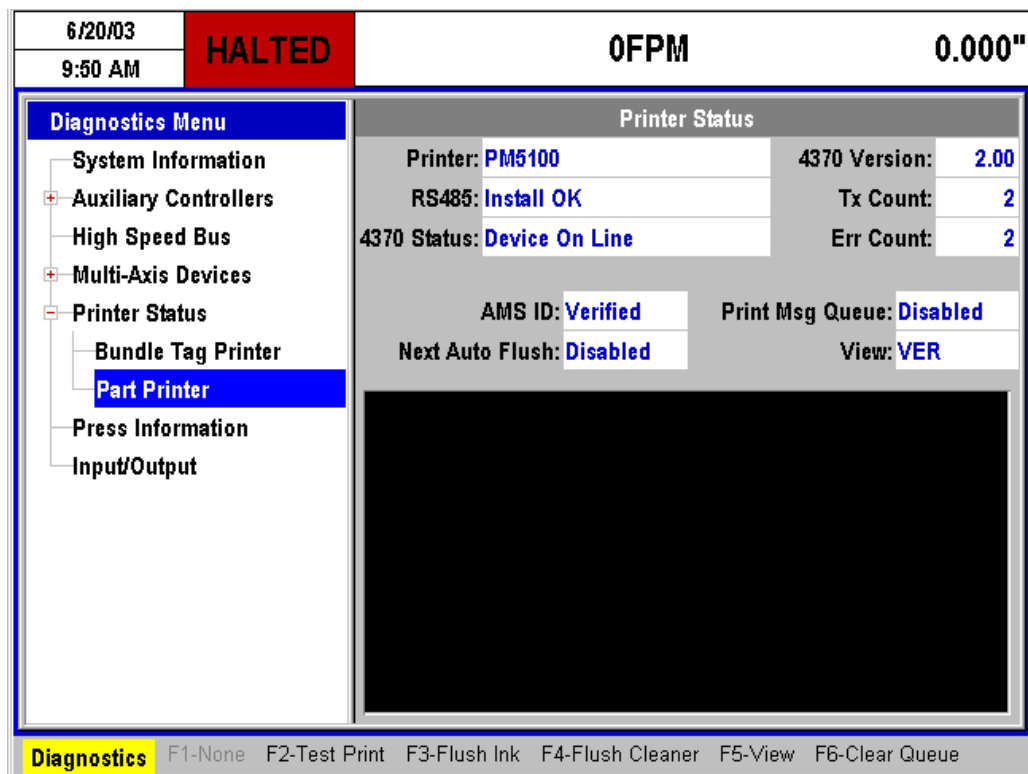 6/20/03
9:50 AM
HALTED
0FPM
0.000"
Diagnostics Menu
System Information
Auxiliary Controllers
High Speed Bus
Multi-Axis Devices
Printer Status
Bundle Tag Printer
Part Printer
Press Information
Input/Output
Printer Status
Printer: PM5100
4370 Version: 2.00
RS485: Install OK
Tx Count: 2
4370 Status: Device On Line
Err Count: 2
AMS ID: Verified
Print Msg Queue: Disabled
Next Auto Flush: Disabled
View: VER
Diagnostics F1-None F2-Test Print F3-Flush Ink F4-Flush Cleaner F5-View F6-Clear Queue